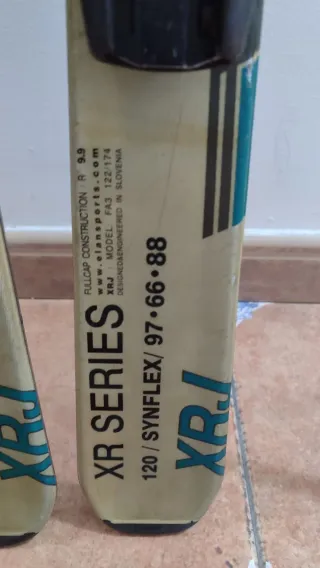 FULLCAP CONSTRUCTION · R 9.9
www.elansports.com
XRJ MODEL FA3 122/174
DESIGNED&ENGINEERED IN SLOVENIA
XR SERIES
120 / SYNFLEX/ 97•66•88
XRJ
XRJ